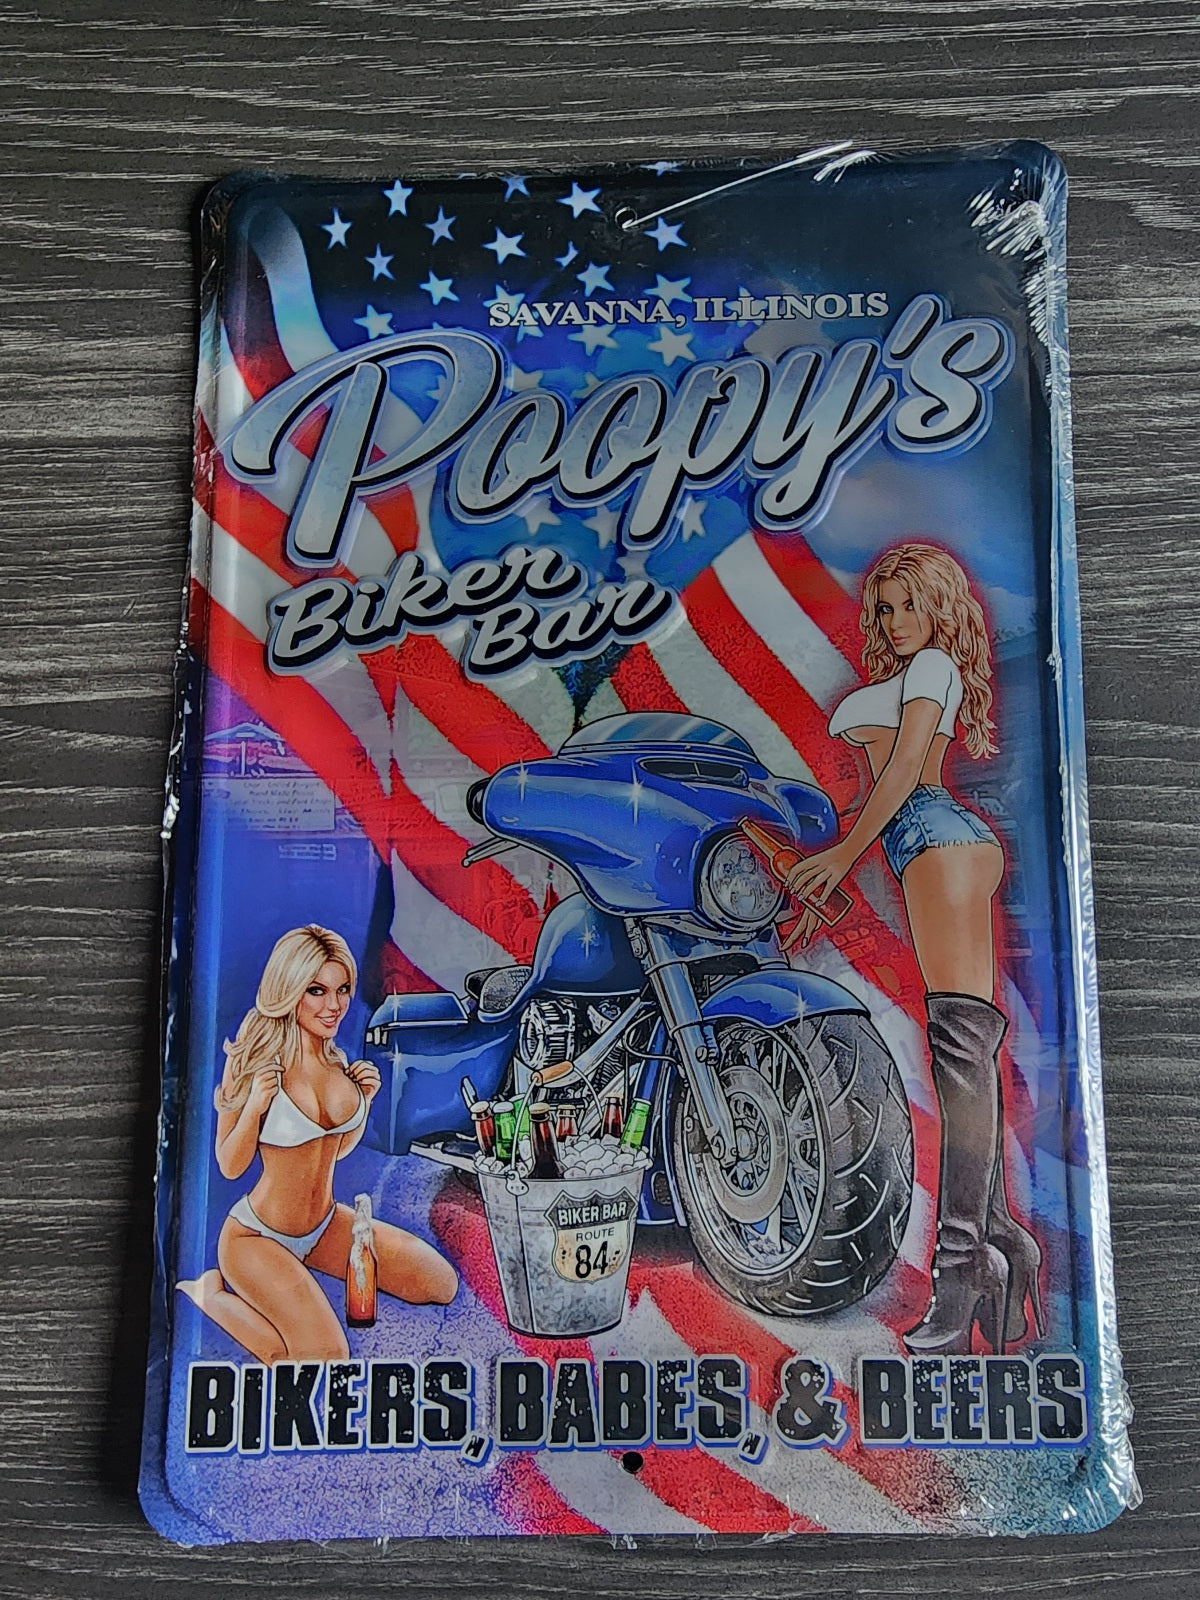 SAVANNA, ILLINOIS
Poopy's
Biker
Bar
BIKER BAR
ROUTE
84
BIKERS, BABES, & BEERS